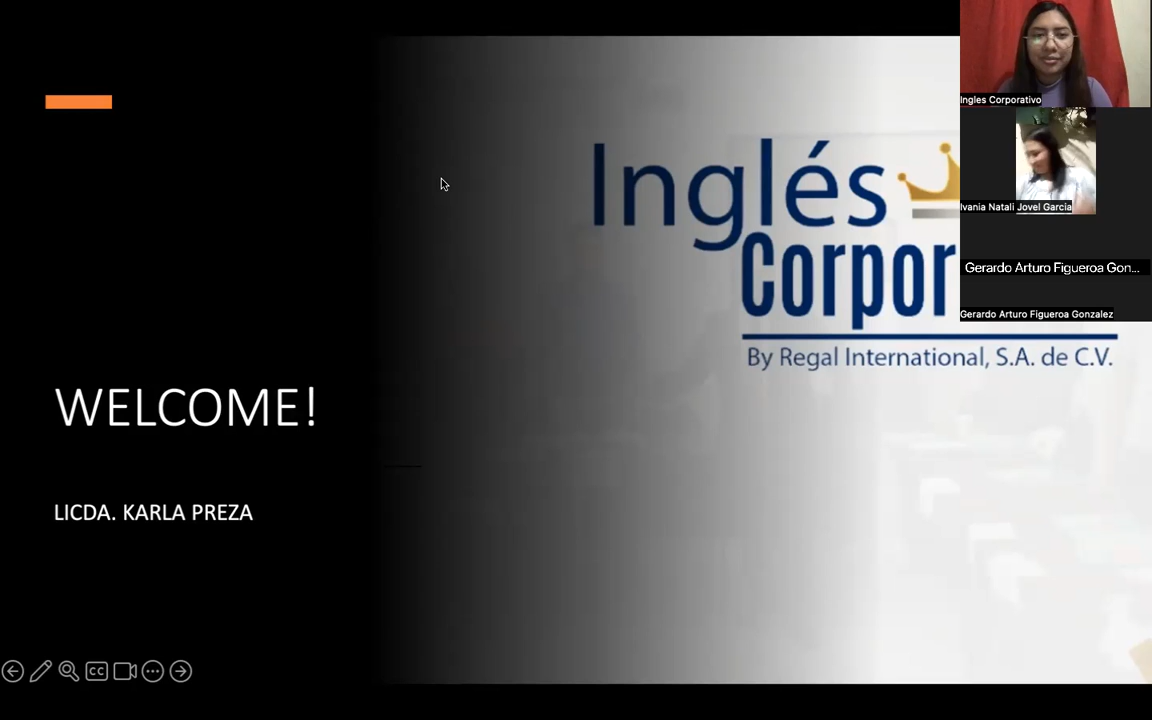 Inglés
Corpor
By Regal International, S.A. de C.V.
WELCOME!
LICDA. KARLA PREZA
CC
Ingles Corporativo
Ivania Natali Jovel Garcia
Gerardo Arturo Figueroa Gon...
Gerardo Arturo Figueroa Gonzalez